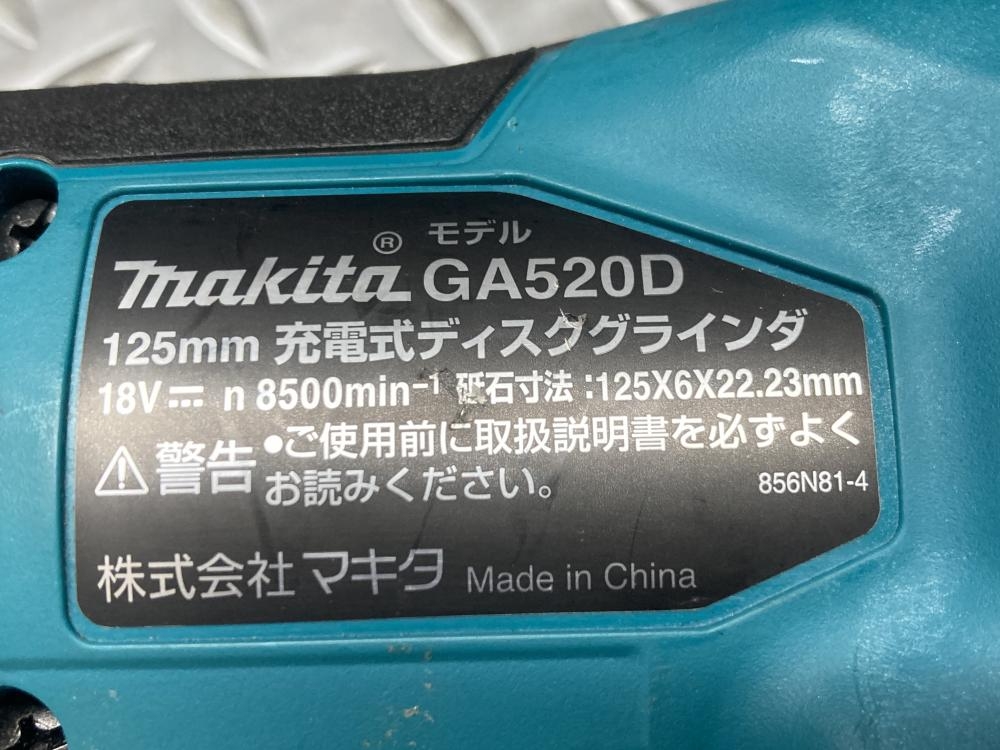 makita® モデル GA520D
125mm 充電式ディスクグラインダ
18V⎓ n 8500min⁻¹ 砥石寸法:125X6X22.23mm
⚠警告 ●ご使用前に取扱説明書を必ずよく
お読みください。 856N81-4
株式会社マキタ Made in China